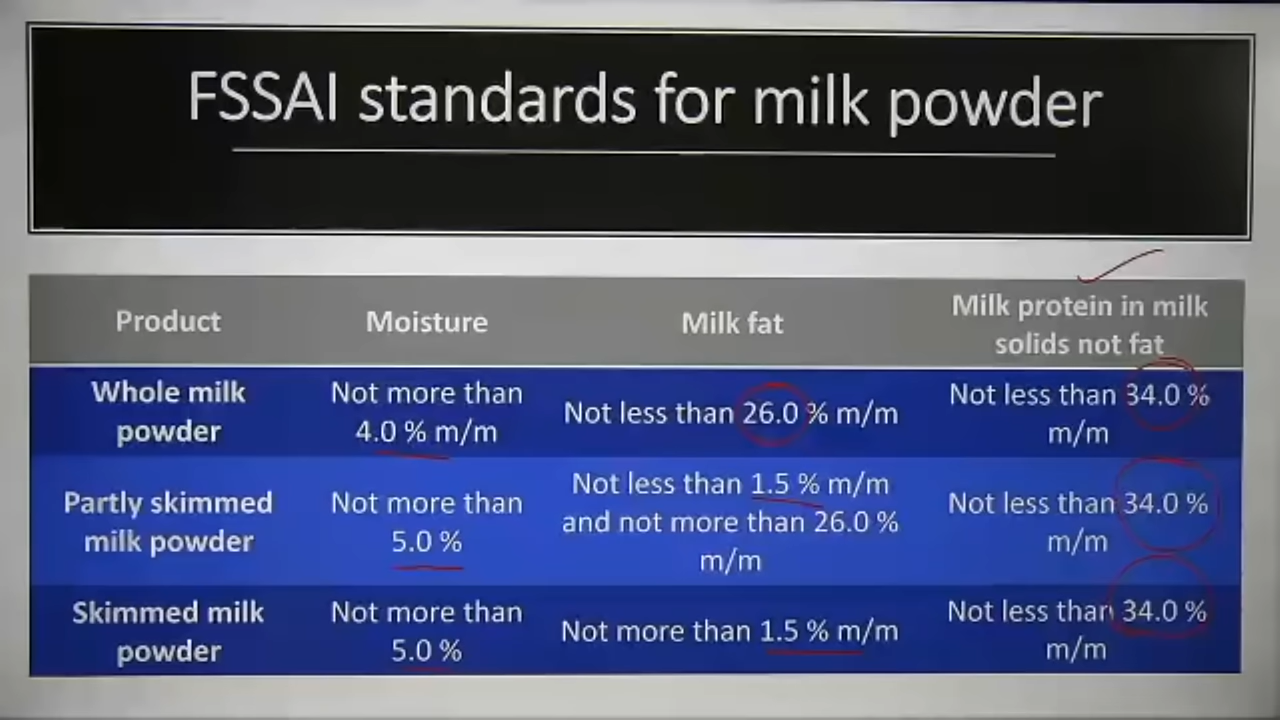 FSSAI standards for milk powder
Product
Moisture
Milk fat
Milk protein in milk
solids not fat
Whole milk
powder
Not more than
4.0 % m/m
Not less than 26.0 % m/m
Not less than 34.0 %
m/m
Partly skimmed
milk powder
Not more than
5.0 %
Not less than 1.5 % m/m
and not more than 26.0 %
m/m
Not less than 34.0 %
m/m
Skimmed milk
powder
Not more than
5.0 %
Not more than 1.5 % m/m
Not less than 34.0 %
m/m